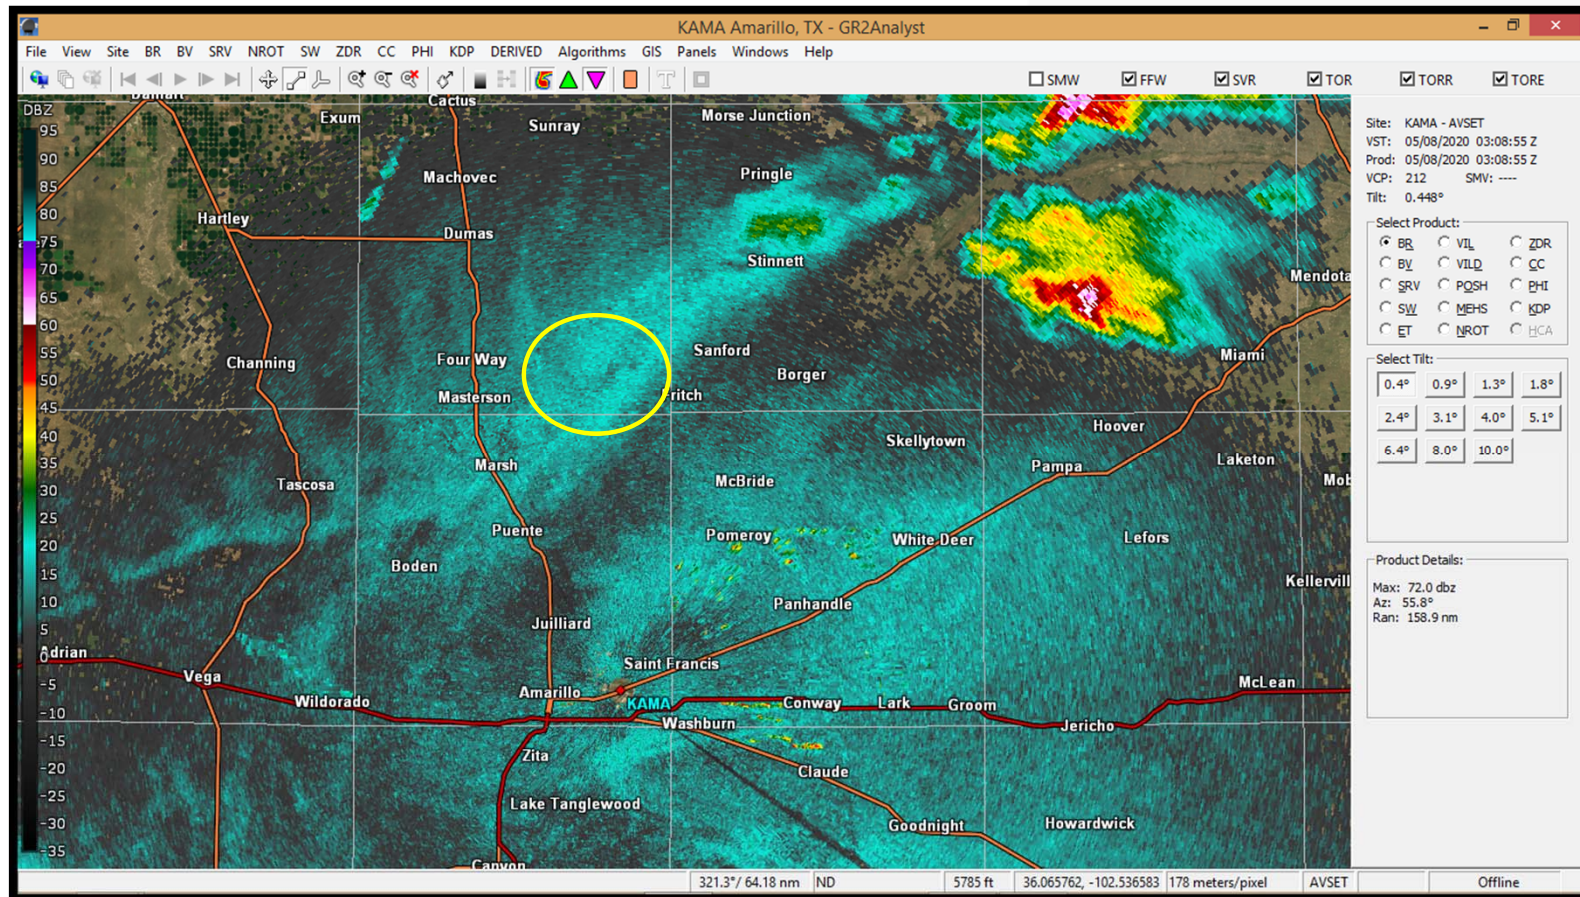 KAMA Amarillo, TX - GR2Analyst
File View Site BR BV SRV NROT SW ZDR CC PHI KDP DERIVED Algorithms GIS Panels Windows Help
SMW FFW SVR TOR TORR TORE
DBZ
95
90
85
80
75
70
65
60
55
50
45
40
35
30
25
20
15
10
5
0
-5
-10
-15
-20
-25
-30
-35
Cactus
Exum
Sunray
Morse Junction
Machovec
Pringle
Hartley
Dumas
Stinnett
Mendota
Channing
Four Way
Sanford
Miami
Borger
Masterson
Fritch
Hoover
Skellytown
Marsh
Pampa
Laketon
Tascosa
McBride
Mob
Puente
Pomeroy
White Deer
Lefors
Boden
Kellervill
Panhandle
Juilliard
Adrian
Saint Francis
Vega
Amarillo
McLean
Wildorado
KAMA
Conway
Lark
Groom
Washburn
Jericho
Zita
Claude
Lake Tanglewood
Goodnight
Howardwick
Canyon
Site: KAMA - AVSET
VST: 05/08/2020 03:08:55 Z
Prod: 05/08/2020 03:08:55 Z
VCP: 212 SMV: ----
Tilt: 0.448°
Select Product:
BR VIL ZDR
BV VILD CC
SRV POSH PHI
SW MEHS KDP
ET NROT HCA
Select Tilt:
0.4° 0.9° 1.3° 1.8°
2.4° 3.1° 4.0° 5.1°
6.4° 8.0° 10.0°
Product Details:
Max: 72.0 dbz
Az: 55.8°
Ran: 158.9 nm
321.3°/ 64.18 nm ND 5785 ft 36.065762, -102.536583 178 meters/pixel AVSET Offline